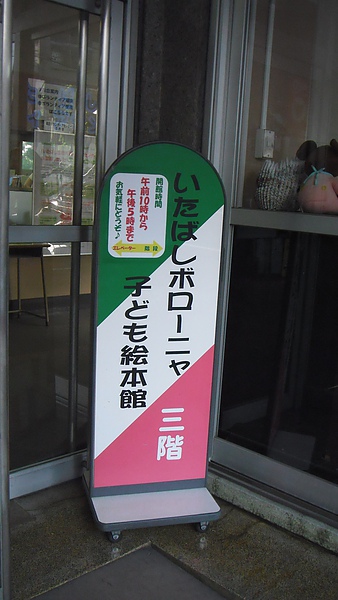 いたばしボローニャ
子ども絵本館
三階
開館時間
午前10時から
午後5時まで
お気軽にどうぞ♪
エレベーター
階段